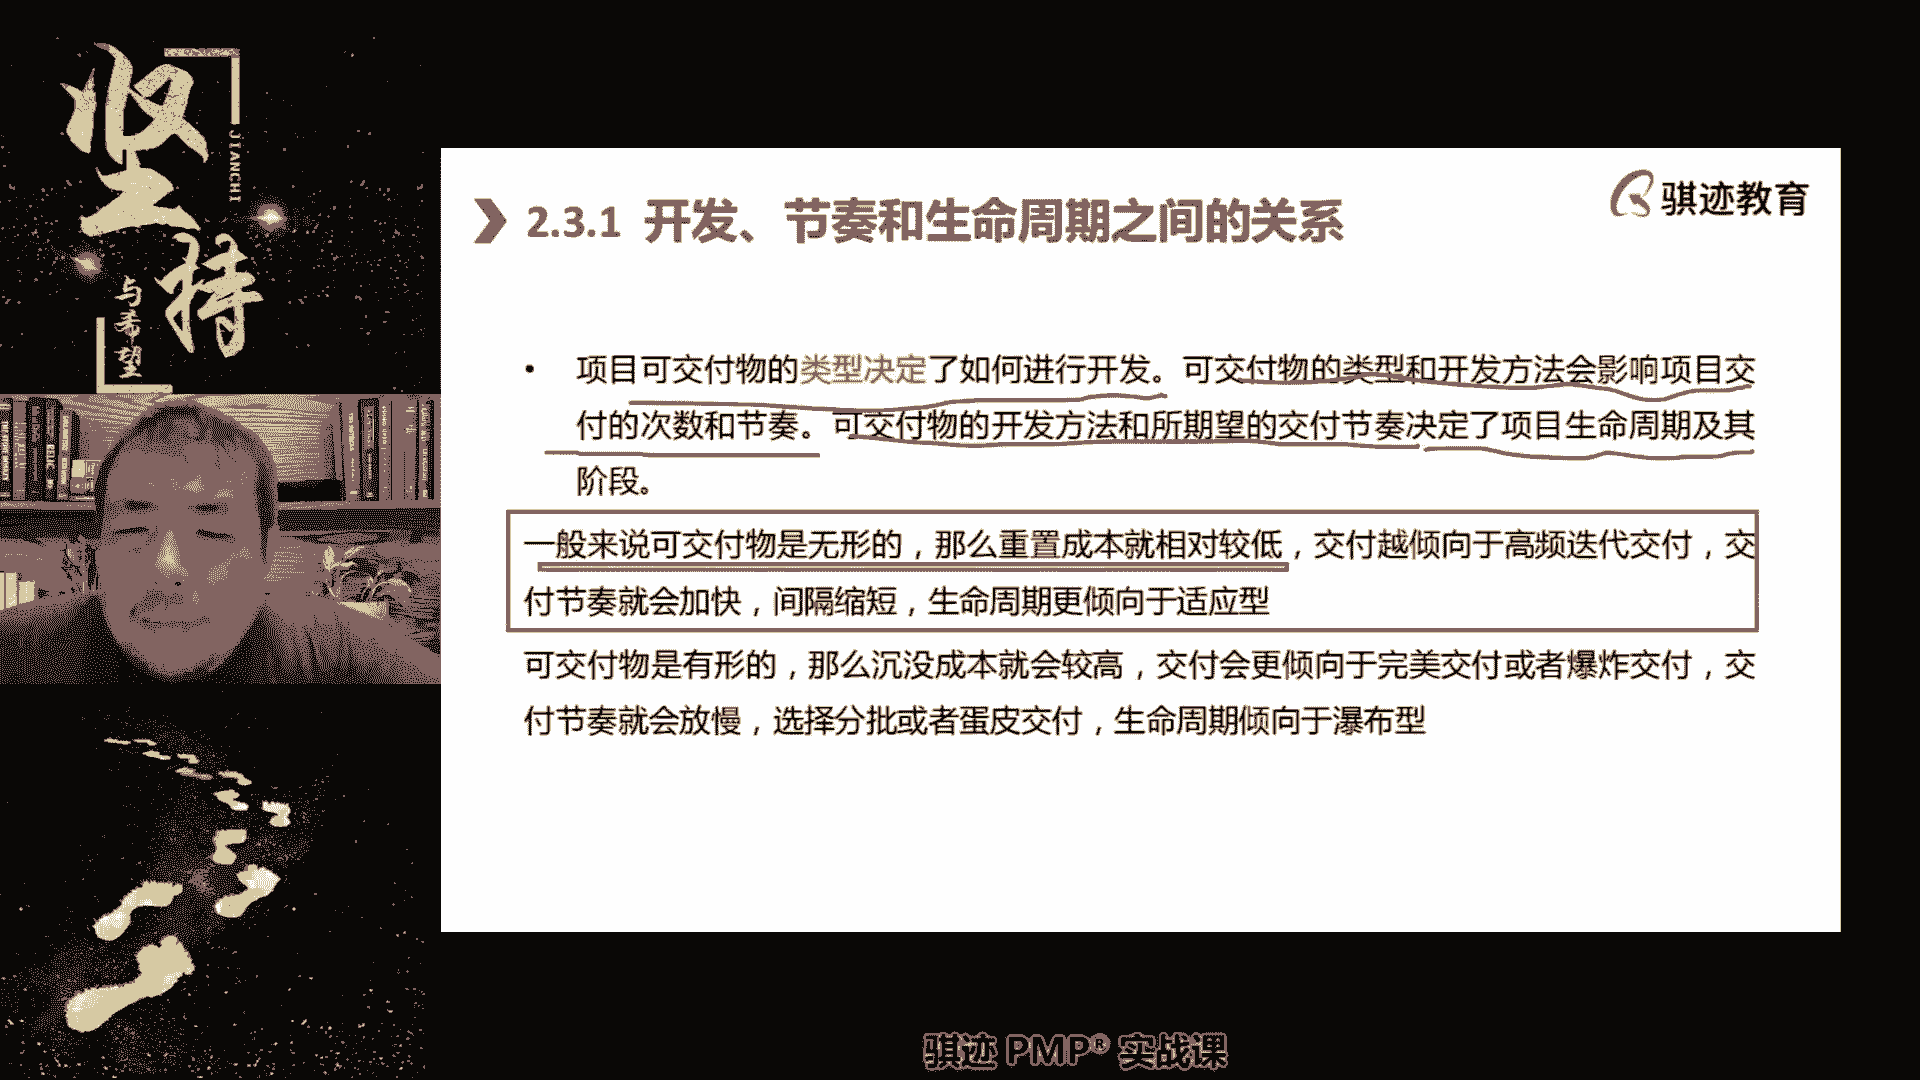 坚持
JIANCHI
与希望
骐迹教育
2.3.1 开发、节奏和生命周期之间的关系
• 项目可交付物的类型决定了如何进行开发。可交付物的类型和开发方法会影响项目交
付的次数和节奏。可交付物的开发方法和所期望的交付节奏决定了项目生命周期及其
阶段。
一般来说可交付物是无形的，那么重置成本就相对较低，交付越倾向于高频迭代交付，交
付节奏就会加快，间隔缩短，生命周期更倾向于适应型
可交付物是有形的，那么沉没成本就会较高，交付会更倾向于完美交付或者爆炸交付，交
付节奏就会放慢，选择分批或者蛋皮交付，生命周期倾向于瀑布型
骐迹 PMP® 实战课